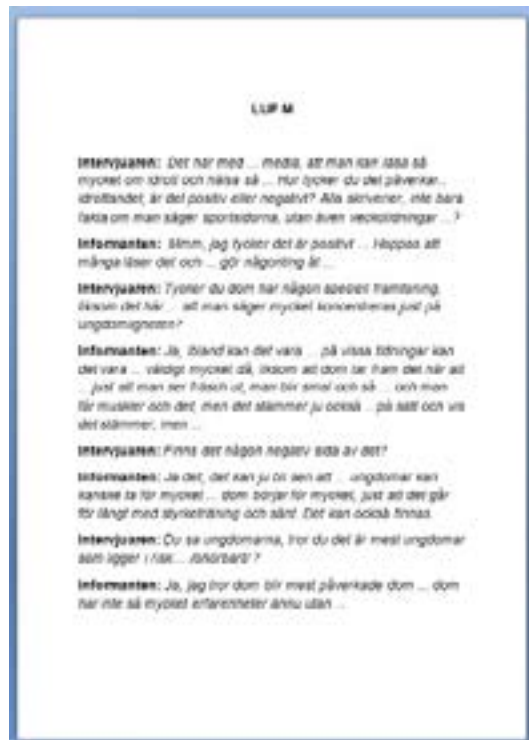 LUF M
Intervjuaren: Det här med ... media, att man kan läsa så
mycket om idrott och hälsa så ... Hur tycker du det påverkar...
idrottandet, är det positiv eller negativt? Alla skriverier, inte bara
fakta om man säger sportsidorna, utan även veckotidningar ...?
Informanten: Mmm, jag tycker det är positivt ... Hoppas att
många läser det och ... gör någonting åt ...
Intervjuaren: Tycker du dom har någon speciell framtoning,
liksom det här ... att man säger mycket koncentreras just på
ungdomligheten?
Informanten: Ja, ibland kan det vara ... på vissa tidningar kan
det vara ... väldigt mycket då, liksom att dom tar fram det här att
... just att man ser fräsch ut, man blir smal och så ... och man
får muskler och det, men det stämmer ju också ... på sätt och vis
det stämmer, men ...
Intervjuaren: Finns det någon negativ sida av det?
Informanten: Ja det, det kan ju bli sen att ... ungdomar kan
kanske ta för mycket ... dom börjar för mycket, just att det går
för långt med styrketräning och sånt. Det kan också finnas.
Intervjuaren: Du sa ungdomarna, tror du det är mest ungdomar
som ligger i risk...
Informanten: Ja, jag tror dom blir mest påverkade dom ... dom
har inte så mycket erfarenheter ännu utan ...